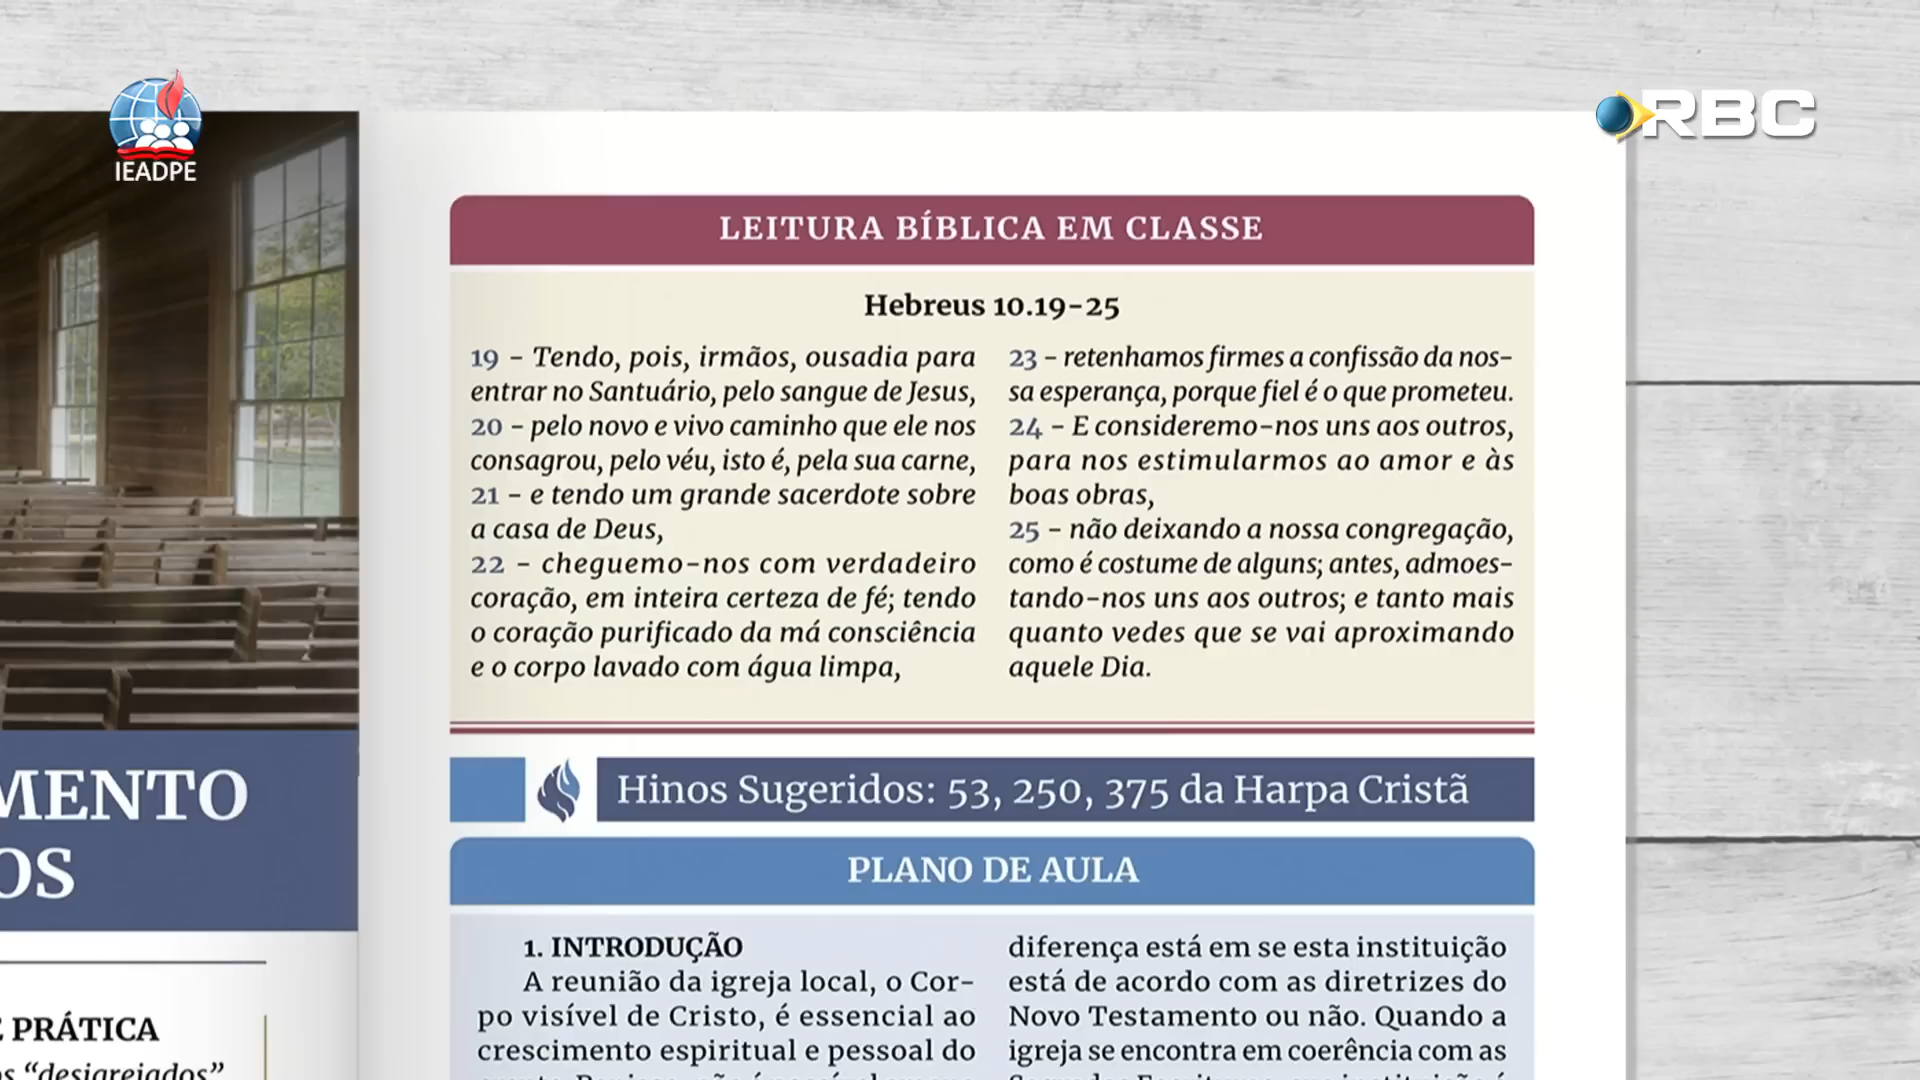 IEADPE
RBC
LEITURA BÍBLICA EM CLASSE
Hebreus 10.19-25
19 - Tendo, pois, irmãos, ousadia para
entrar no Santuário, pelo sangue de Jesus,
20 - pelo novo e vivo caminho que ele nos
consagrou, pelo véu, isto é, pela sua carne,
21 - e tendo um grande sacerdote sobre
a casa de Deus,
22 - cheguemo-nos com verdadeiro
coração, em inteira certeza de fé; tendo
o coração purificado da má consciência
e o corpo lavado com água limpa,
23 - retenhamos firmes a confissão da nos-
sa esperança, porque fiel é o que prometeu.
24 - E consideremo-nos uns aos outros,
para nos estimularmos ao amor e às
boas obras,
25 - não deixando a nossa congregação,
como é costume de alguns; antes, admoes-
tando-nos uns aos outros; e tanto mais
quanto vedes que se vai aproximando
aquele Dia.
Hinos Sugeridos: 53, 250, 375 da Harpa Cristã
PLANO DE AULA
1. INTRODUÇÃO
A reunião da igreja local, o Cor-
po visível de Cristo, é essencial ao
crescimento espiritual e pessoal do
diferença está em se esta instituição
está de acordo com as diretrizes do
Novo Testamento ou não. Quando a
igreja se encontra em coerência com as
MENTO
OS
E PRÁTICA
os "desigrejados"